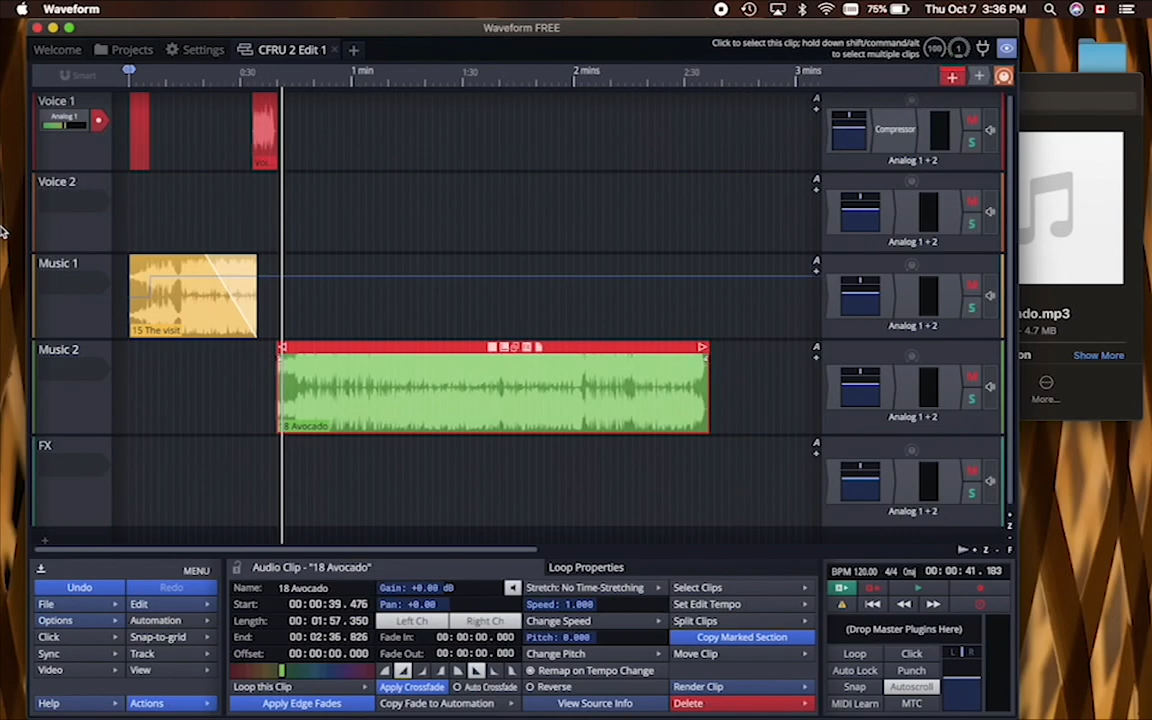 Waveform
75%
Thu Oct 7 3:36 PM
Waveform FREE
Welcome
Projects
Settings
CFRU 2 Edit 1
Click to select this clip; hold down shift/command/alt
to select multiple clips
100
1
Smart
0:30
1 min
1:30
2 mins
2:30
3 mins
Voice 1
Analog 1
Voi...
A
Compressor
M
S
Analog 1 + 2
Voice 2
A
M
S
Analog 1 + 2
Music 1
15 The visit
A
M
S
Analog 1 + 2
Music 2
18 Avocado
A
M
S
Analog 1 + 2
FX
A
M
S
Analog 1 + 2
Z
F
Z
F
do.mp3
4.7 MB
on
Show More
More...
MENU
Undo
Redo
File
Edit
Options
Automation
Click
Snap-to-grid
Sync
Track
Video
View
Help
Actions
Audio Clip - "18 Avocado"
Loop Properties
Name: 18 Avocado
Start: 00:00:39.476
Length: 00:01:57.350
End: 00:02:36.826
Offset: 00:00:00.000
Loop this Clip
Apply Edge Fades
Gain: +0.00 dB
Pan: +0.00
Left Ch
Right Ch
Fade In: 00:00:00.000
Fade Out: 00:00:00.000
Apply Crossfade
Auto Crossfade
Copy Fade to Automation
Stretch: No Time-Stretching
Speed: 1.000
Change Speed
Pitch: 0.000
Change Pitch
Remap on Tempo Change
Reverse
View Source Info
Select Clips
Set Edit Tempo
Split Clips
Copy Marked Section
Move Clip
Render Clip
Delete
BPM 120.00 4/4 Cmaj 00:00:41.183
(Drop Master Plugins Here)
Loop
Click
Auto Lock
Punch
Snap
Autoscroll
MIDI Learn
MTC
L
R